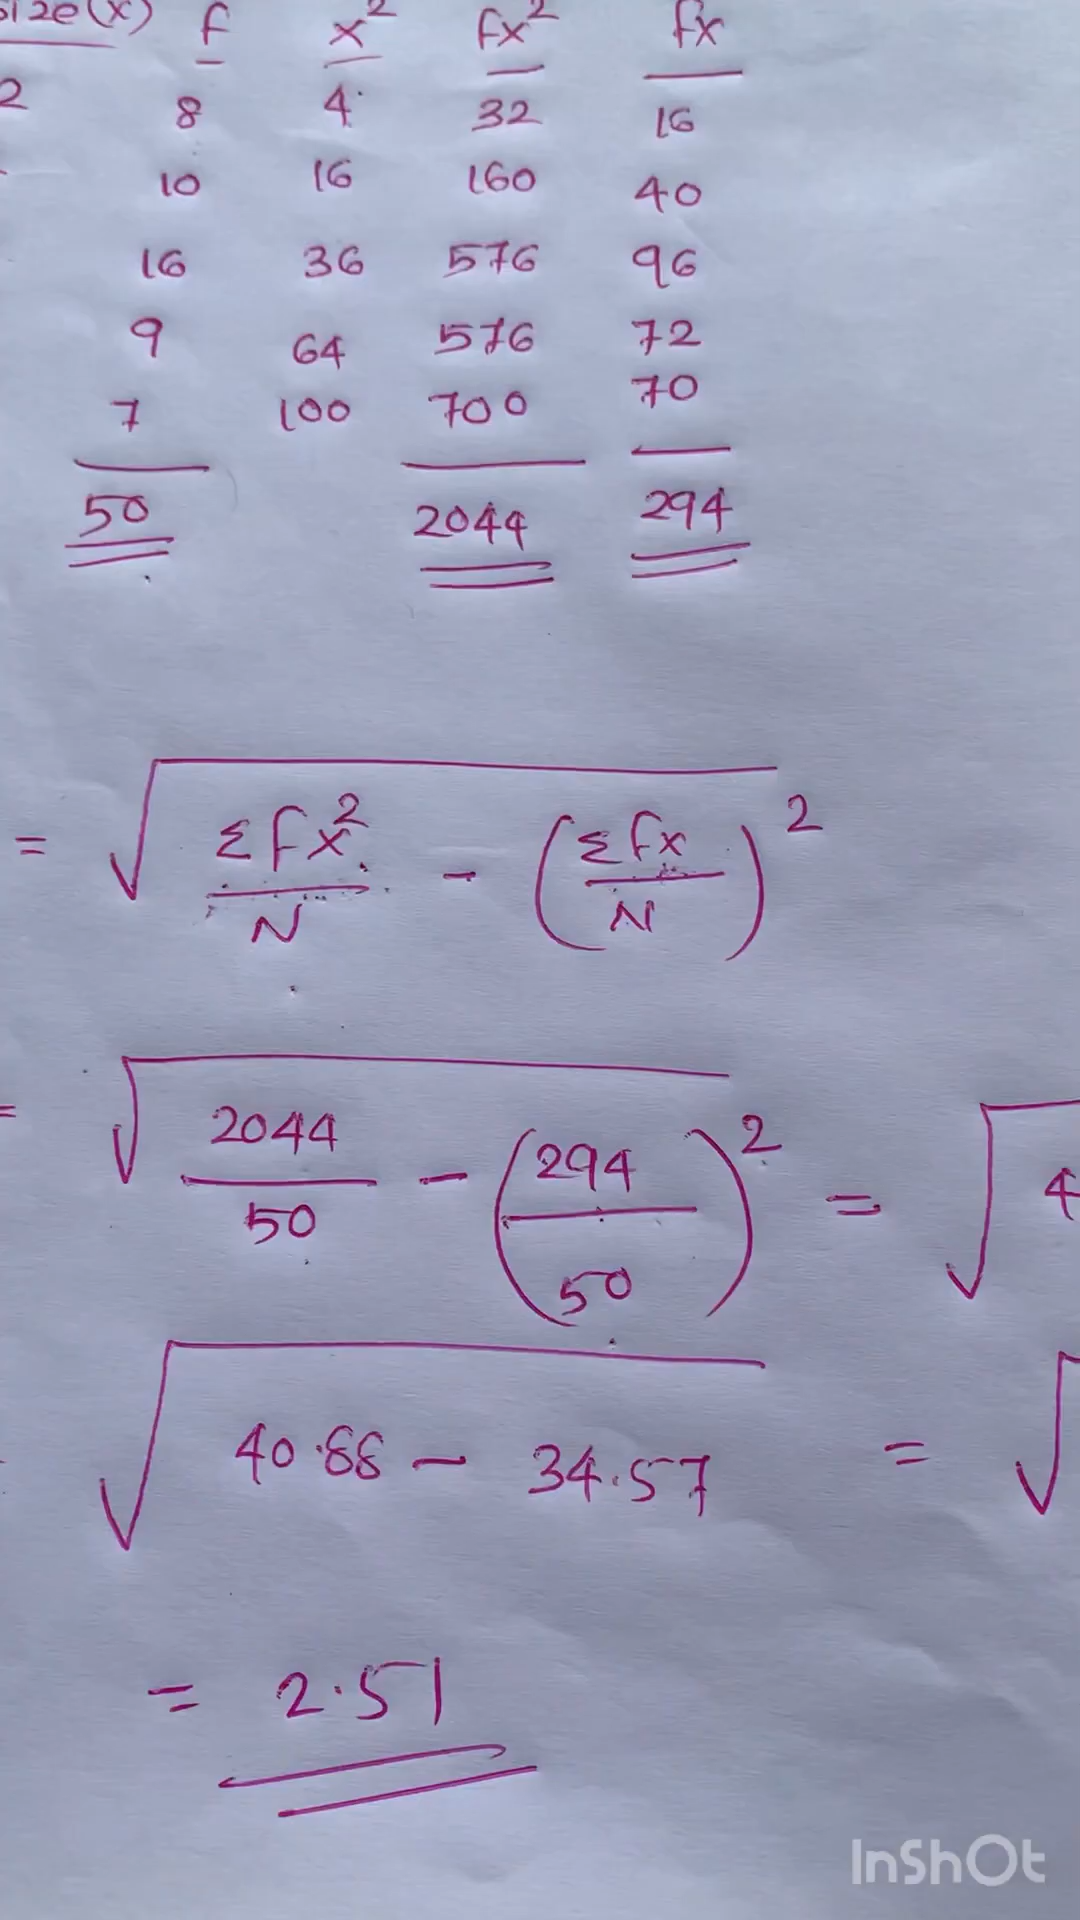 size(x) f x² fx² fx
2 8 4 32 16
10 16 160 40
16 36 576 96
9 64 576 72
7 100 700 70
50 2044 294
= √ Σfx²/N - (Σfx/N)²
= √ 2044/50 - (294/50)² = √ 4
√ 40.88 - 34.57 = √
= 2.51
InShOt